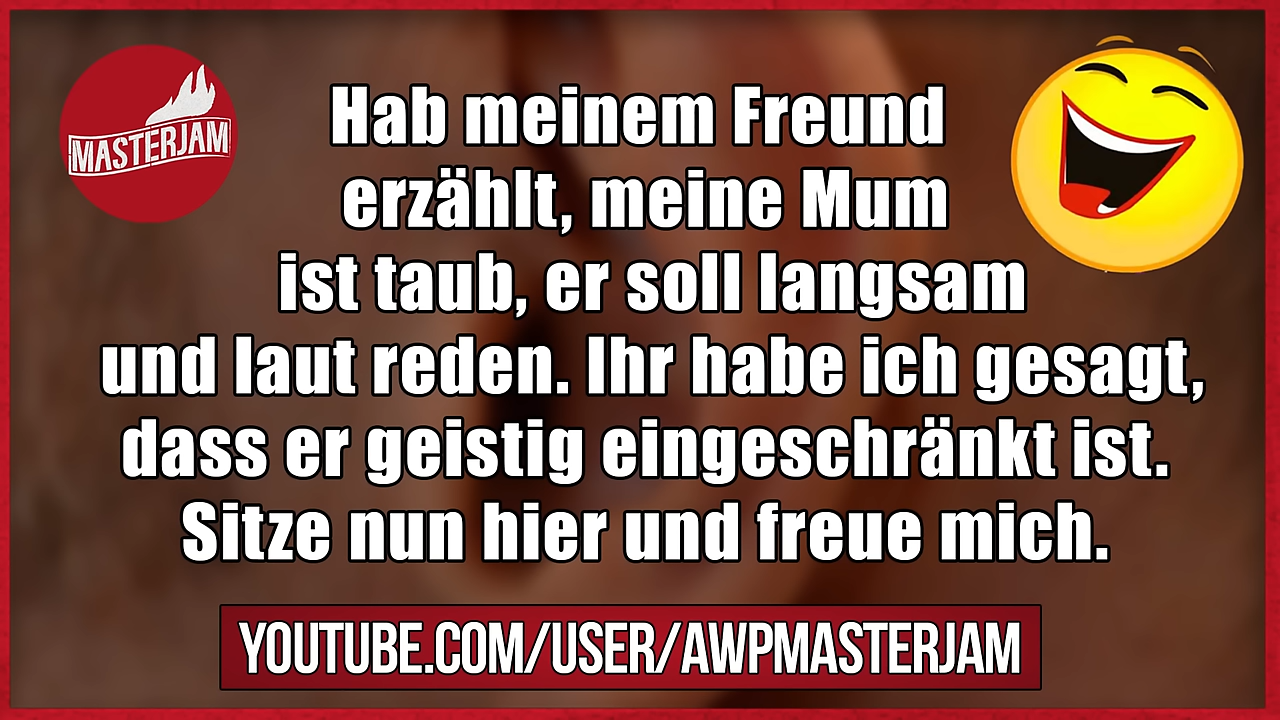 MASTERJAM
Hab meinem Freund
erzählt, meine Mum
ist taub, er soll langsam
und laut reden. Ihr habe ich gesagt,
dass er geistig eingeschränkt ist.
Sitze nun hier und freue mich.
YOUTUBE.COM/USER/AWPMASTERJAM